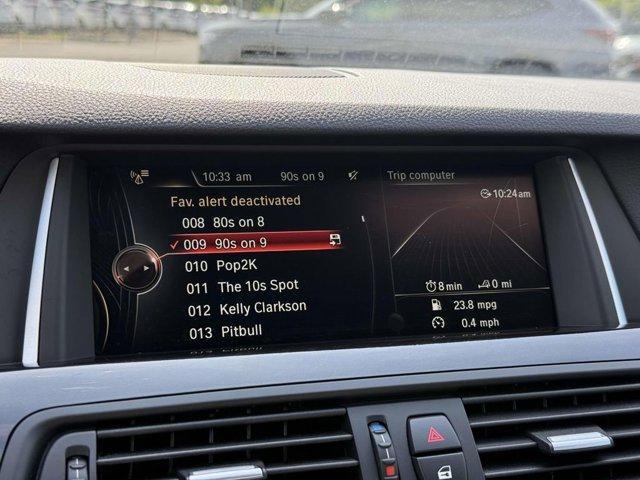 10:33 am 90s on 9
Trip computer
Fav. alert deactivated
10:24am
008 80s on 8
009 90s on 9
010 Pop2K
011 The 10s Spot
012 Kelly Clarkson
013 Pitbull
8 min 0 mi
23.8 mpg
0.4 mph